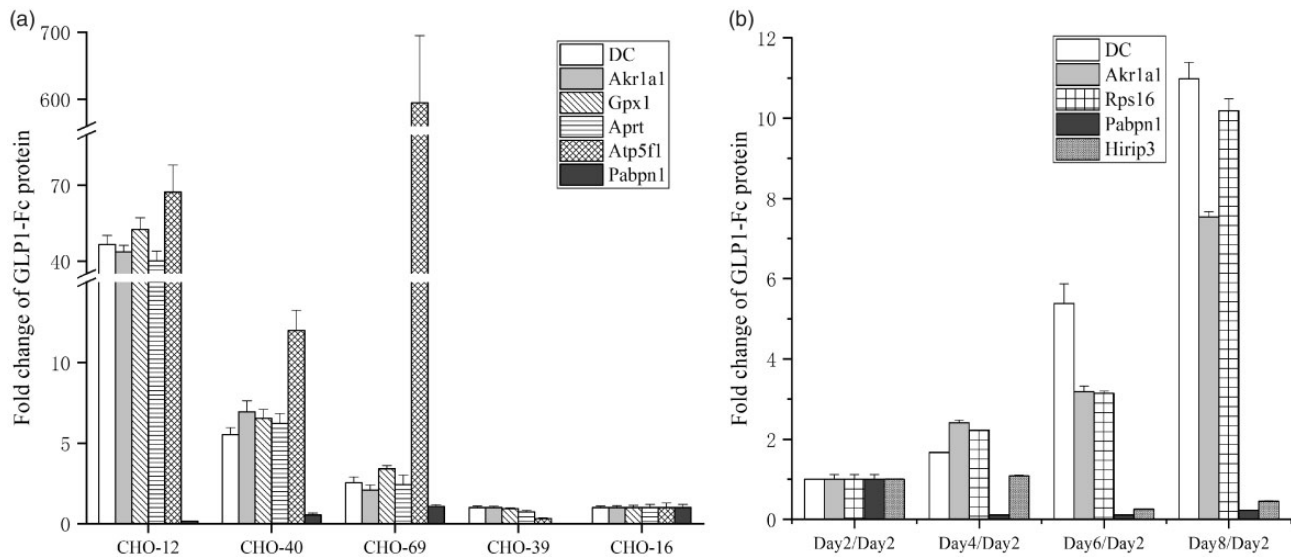 (a)
Fold change of GLP1-Fc protein
700
600
70
40
10
5
0
DC
Akr1a1
Gpx1
Aprt
Atp5f1
Pabpn1
CHO-12 CHO-40 CHO-69 CHO-39 CHO-16
(b)
Fold change of GLP1-Fc protein
12
10
8
6
4
2
0
DC
Akr1a1
Rps16
Pabpn1
Hirip3
Day2/Day2 Day4/Day2 Day6/Day2 Day8/Day2